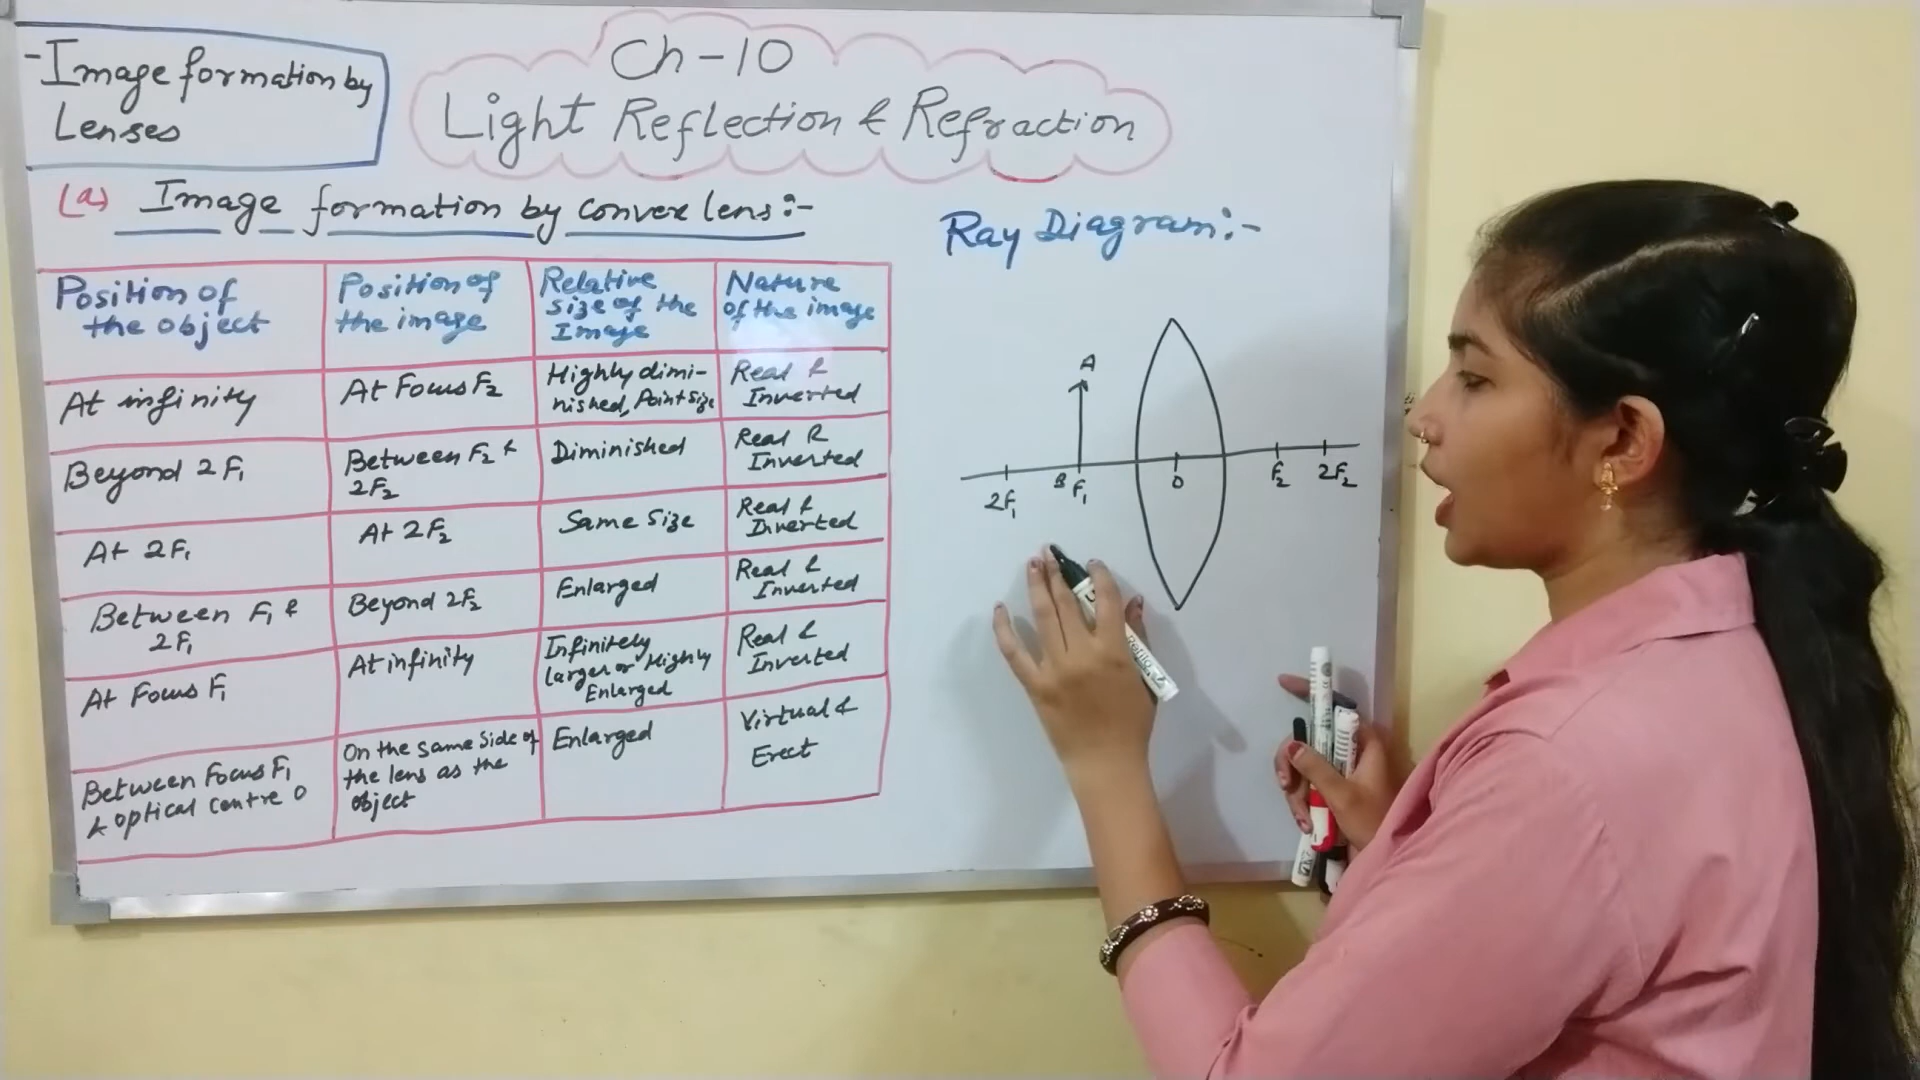 - Image formation by
Lenses
Ch-10
Light Reflection & Refraction
(a) Image formation by convex lens:-
Position of
the object
Position of
the image
Relative
size of the
Image
Nature
of the image
At infinity
At Focus F2
Highly dimi-
nished, Point size
Real &
Inverted
Beyond 2F1
Between F2 &
2F2
Diminished
Real &
Inverted
At 2F1
At 2F2
Same Size
Real &
Inverted
Between F1 &
2F1
Beyond 2F2
Enlarged
Real &
Inverted
At Focus F1
At infinity
Infinitely
larger or Highly
Enlarged
Real &
Inverted
Between Focus F1
& optical centre O
On the same side of
the lens as the
object
Enlarged
Virtual &
Erect
Ray Diagram:-
A
2F1
B
F1
O
F2
2F2